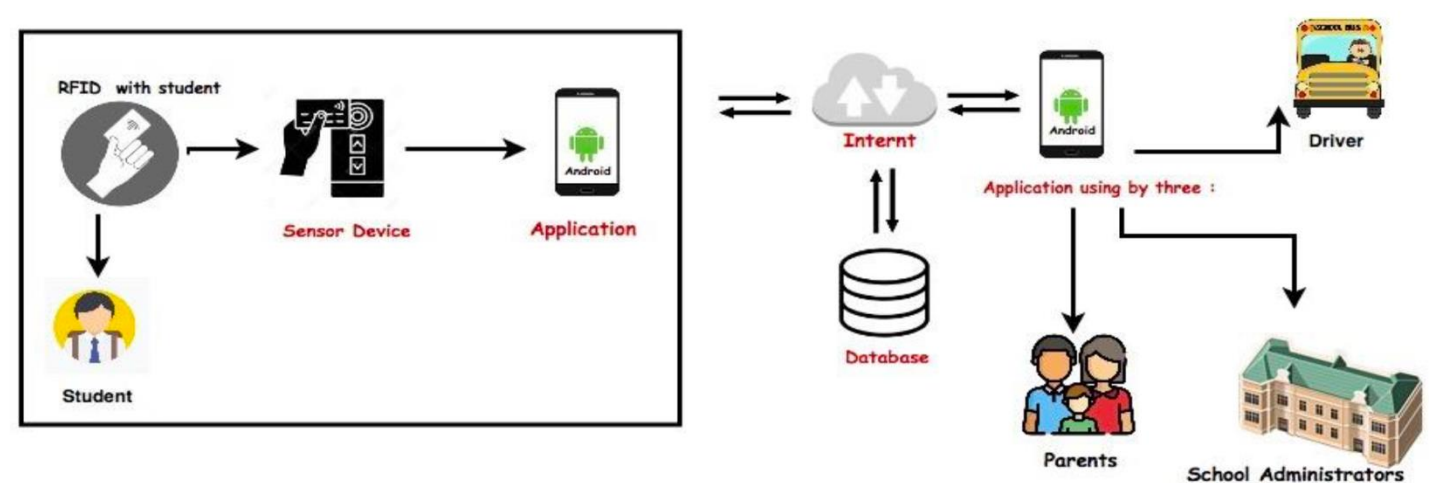 RFID with student
Android
Sensor Device
Application
Student
Internt
Database
Android
Application using by three :
SCHOOL BUS
Driver
Parents
School Administrators